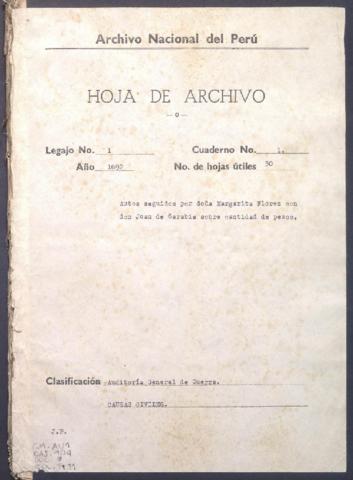 Archivo Nacional del Perú
HOJA DE ARCHIVO
—o—
Legajo No. 1 Cuaderno No. 1.
Año 1692 No. de hojas útiles 30
Autos seguidos por doña Margarita Florez con
don Juan de Garabia sobre cantidad de pesos.
Clasificación Auditoría General de Guerra.
CAUSAS CIVILES.
J.P.